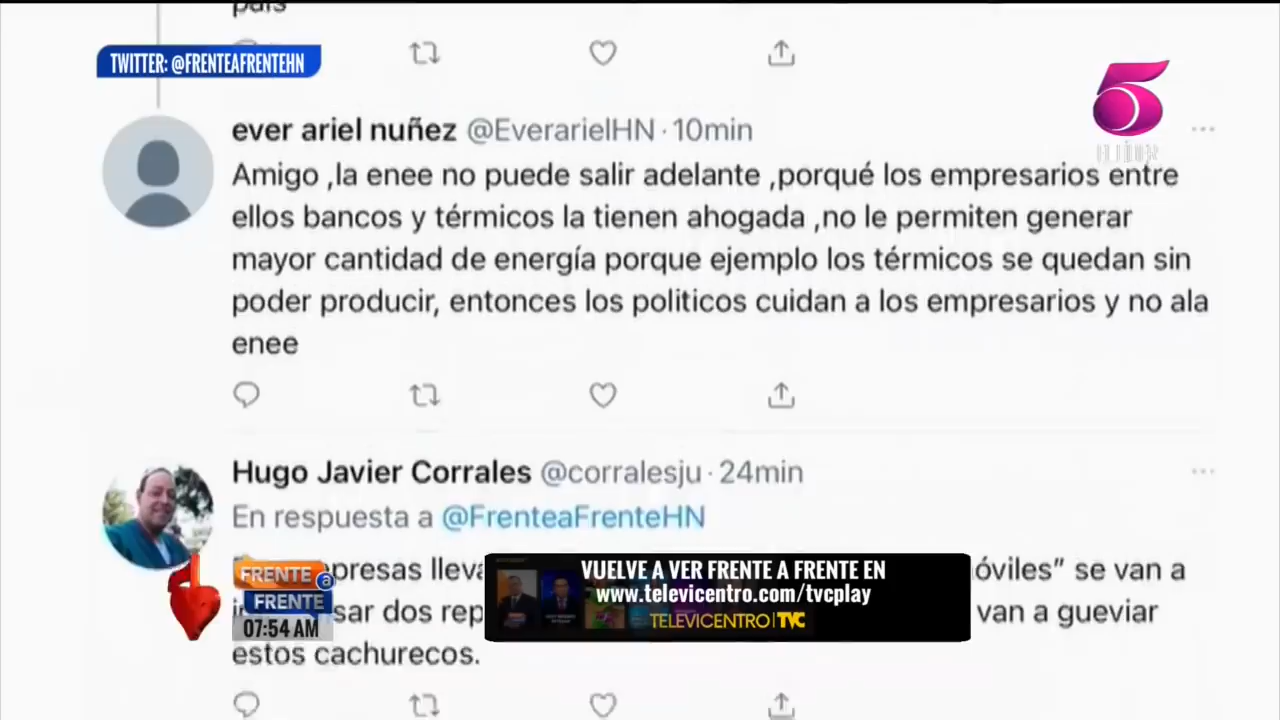 país
TWITTER: @FRENTEAFRENTEHN
5
ever ariel nuñez @EverarielHN · 10min
Amigo ,la enee no puede salir adelante ,porqué los empresarios entre
ellos bancos y térmicos la tienen ahogada ,no le permiten generar
mayor cantidad de energía porque ejemplo los térmicos se quedan sin
poder producir, entonces los politicos cuidan a los empresarios y no ala
enee
Hugo Javier Corrales @corralesju · 24min
En respuesta a @FrenteaFrenteHN
óviles” se van a
dos van a gueviar
estos cachurecos.
FRENTE a
FRENTE
07:54 AM
VUELVE A VER FRENTE A FRENTE EN
www.televicentro.com/tvcplay
TELEVICENTRO | TVC